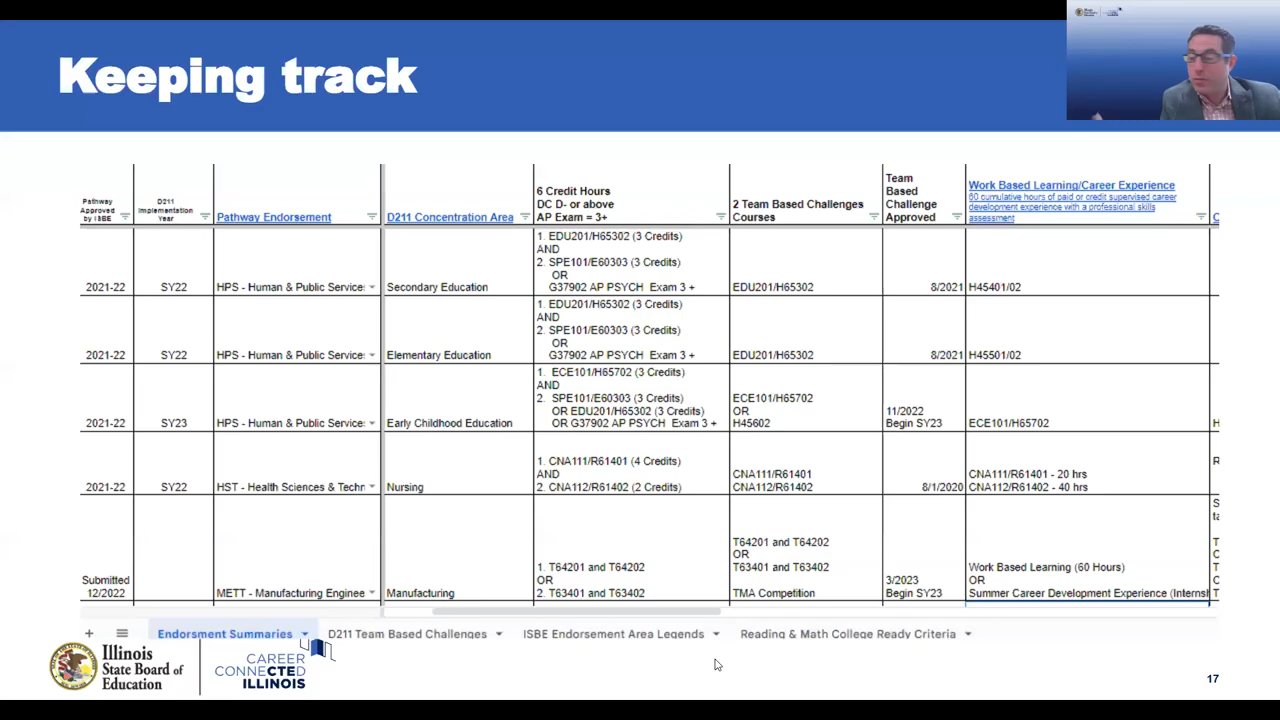 Keeping track
Pathway
Approved
by ISBE
D211
Implementation
Year
Pathway Endorsement
D211 Concentration Area
6 Credit Hours
DC D- or above
AP Exam = 3+
2 Team Based Challenges
Courses
Team
Based
Challenge
Approved
Work Based Learning/Career Experience
60 cumulative hours of paid or credit supervised career
development experience with a professional skills
assessment
2021-22
SY22
HPS - Human & Public Service
Secondary Education
1. EDU201/H65302 (3 Credits)
AND
2. SPE101/E60303 (3 Credits)
OR
G37902 AP PSYCH Exam 3 +
EDU201/H65302
8/2021
H45401/02
2021-22
SY22
HPS - Human & Public Service
Elementary Education
1. EDU201/H65302 (3 Credits)
AND
2. SPE101/E60303 (3 Credits)
OR
G37902 AP PSYCH Exam 3 +
EDU201/H65302
8/2021
H45501/02
2021-22
SY23
HPS - Human & Public Service
Early Childhood Education
1. ECE101/H65702 (3 Credits)
AND
2. SPE101/E60303 (3 Credits)
OR EDU201/H65302 (3 Credits)
OR G37902 AP PSYCH Exam 3 +
ECE101/H65702
OR
H45602
11/2022
Begin SY23
ECE101/H65702
H
2021-22
SY22
HST - Health Sciences & Techn
Nursing
1. CNA111/R61401 (4 Credits)
AND
2. CNA112/R61402 (2 Credits)
CNA111/R61401
CNA112/R61402
8/1/2020
CNA111/R61401 - 20 hrs
CNA112/R61402 - 40 hrs
R
Submitted
12/2022
METT - Manufacturing Enginee
Manufacturing
1. T64201 and T64202
OR
2. T63401 and T63402
T64201 and T64202
OR
T63401 and T63402
TMA Competition
3/2023
Begin SY23
Work Based Learning (60 Hours)
OR
Summer Career Development Experience (Interns
Endorsment Summaries
D211 Team Based Challenges
ISBE Endorsement Area Legends
Reading & Math College Ready Criteria
Illinois
State Board of
Education
CAREER
CONNECTED
ILLINOIS
17